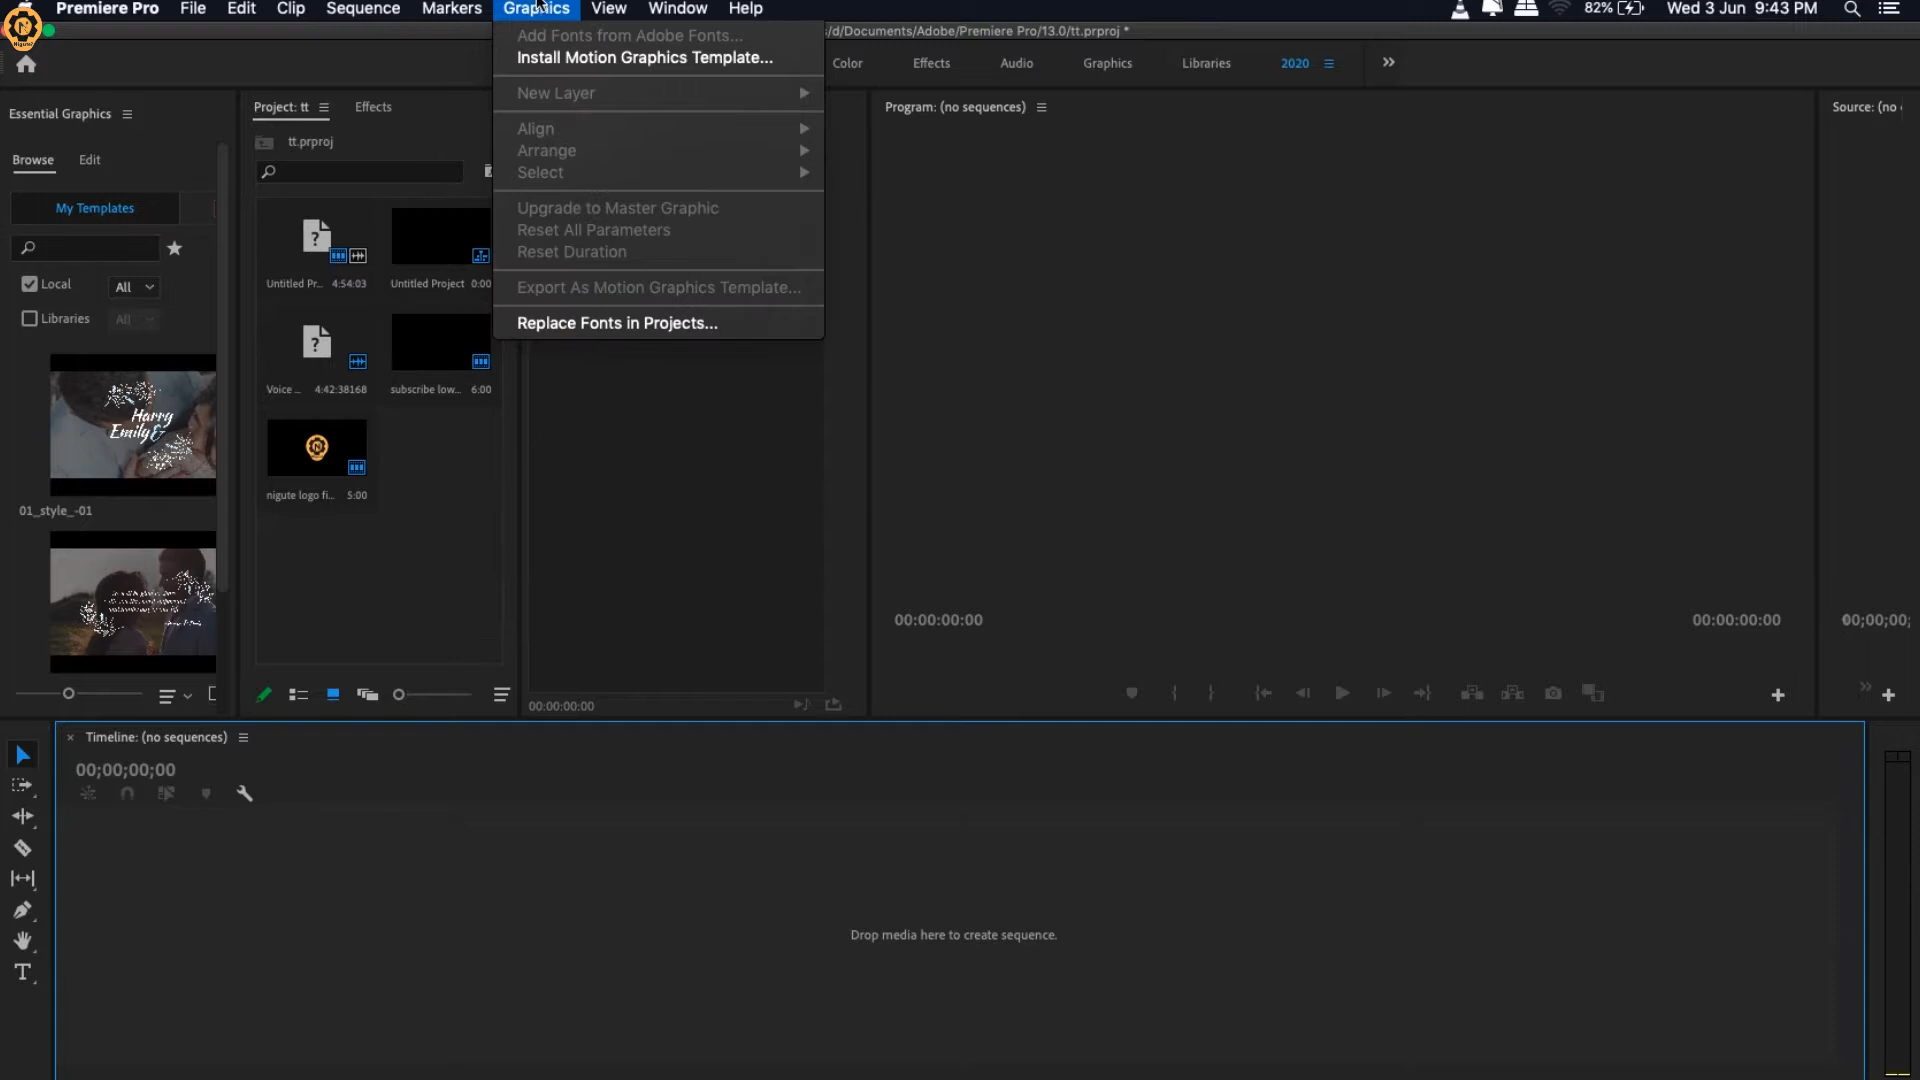 Premiere Pro File Edit Clip Sequence Markers Graphics View Window Help 82% Wed 3 Jun 9:43 PM
/d/Documents/Adobe/Premiere Pro/13.0/tt.prproj *
Color Effects Audio Graphics Libraries 2020
Add Fonts from Adobe Fonts...
Install Motion Graphics Template...
New Layer
Align
Arrange
Select
Upgrade to Master Graphic
Reset All Parameters
Reset Duration
Export As Motion Graphics Template...
Replace Fonts in Projects...
Essential Graphics
Browse Edit
My Templates
Local All
Libraries All
Harry
Emily&
01_style_-01
Project: tt Effects
tt.prproj
Untitled Pr... 4:54:03
Untitled Project 0:00
Voice ... 4:42:38168
subscribe low... 6:00
nigute logo fi... 5:00
00:00:00:00
Program: (no sequences)
00:00:00:00
00:00:00:00
Source: (no
00;00;00;
Timeline: (no sequences)
00;00;00;00
Drop media here to create sequence.